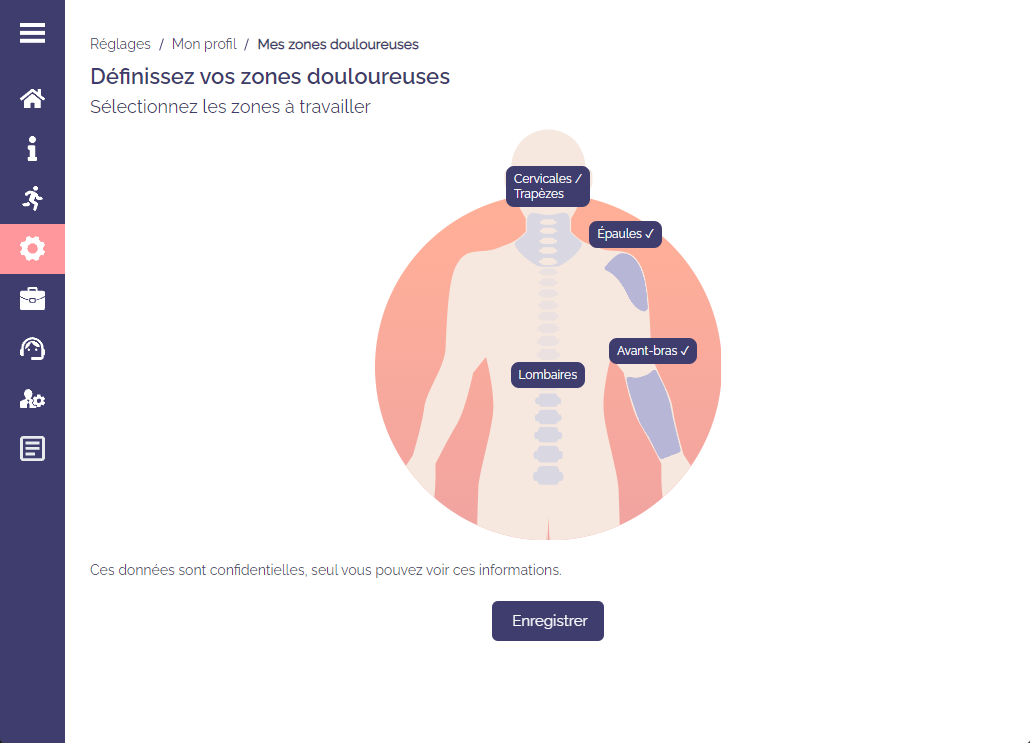 Réglages / Mon profil / Mes zones douloureuses
Définissez vos zones douloureuses
Sélectionnez les zones à travailler
Cervicales /
Trapèzes
Épaules ✓
Avant-bras ✓
Lombaires
Ces données sont confidentielles, seul vous pouvez voir ces informations.
Enregistrer